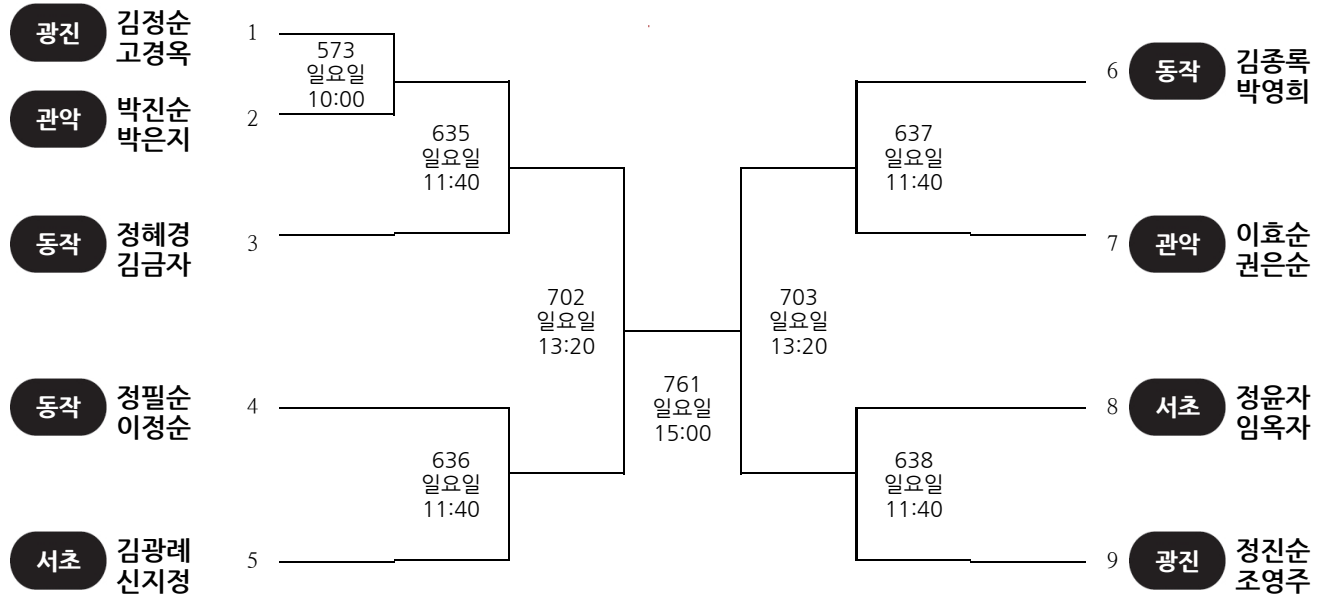 광진
김정순
고경옥
1
573
일요일
10:00
관악
박진순
박은지
2
635
일요일
11:40
동작
정혜경
김금자
3
702
일요일
13:20
동작
정필순
이정순
4
636
일요일
11:40
서초
김광례
신지정
5
761
일요일
15:00
6
동작
김종록
박영희
637
일요일
11:40
7
관악
이효순
권은순
703
일요일
13:20
8
서초
정윤자
임옥자
638
일요일
11:40
9
광진
정진순
조영주